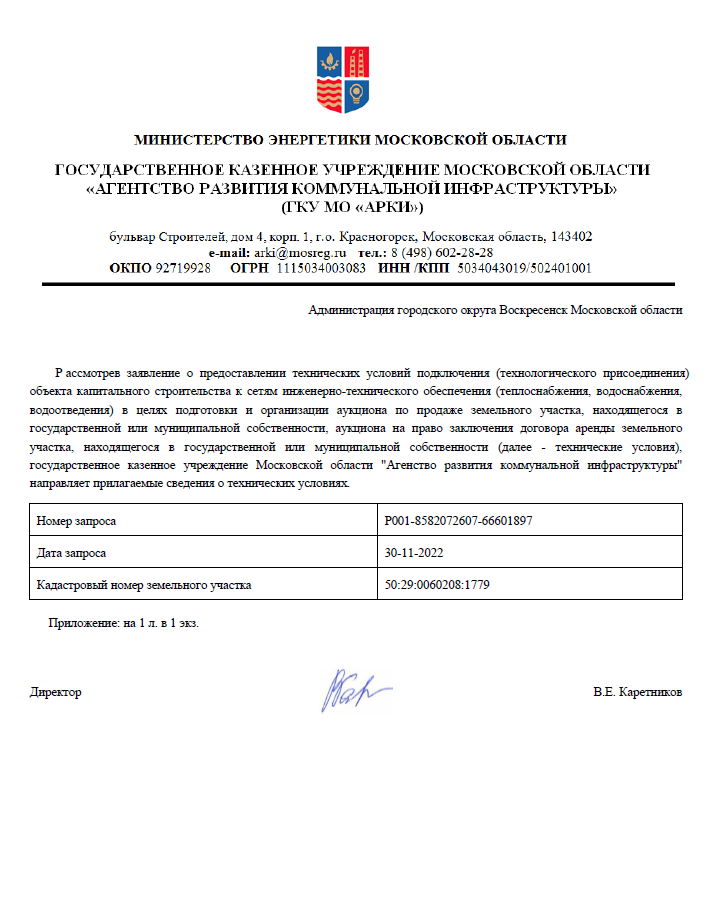 МИНИСТЕРСТВО ЭНЕРГЕТИКИ МОСКОВСКОЙ ОБЛАСТИ
ГОСУДАРСТВЕННОЕ КАЗЕННОЕ УЧРЕЖДЕНИЕ МОСКОВСКОЙ ОБЛАСТИ
«АГЕНТСТВО РАЗВИТИЯ КОММУНАЛЬНОЙ ИНФРАСТРУКТУРЫ»
(ГКУ МО «АРКИ»)
бульвар Строителей, дом 4, корп. 1, г.о. Красногорск, Московская область, 143402
e-mail: arki@mosreg.ru тел.: 8 (498) 602-28-28
ОКПО 92719928 ОГРН 1115034003083 ИНН /КПП 5034043019/502401001
Администрация городского округа Воскресенск Московской области
Р ассмотрев заявление о предоставлении технических условий подключения (технологического присоединения)
объекта капитального строительства к сетям инженерно-технического обеспечения (теплоснабжения, водоснабжения,
водоотведения) в целях подготовки и организации аукциона по продаже земельного участка, находящегося в
государственной или муниципальной собственности, аукциона на право заключения договора аренды земельного
участка, находящегося в государственной или муниципальной собственности (далее - технические условия),
государственное казенное учреждение Московской области "Агенство развития коммунальной инфраструктуры"
направляет прилагаемые сведения о технических условиях.
Номер запроса P001-8582072607-66601897
Дата запроса 30-11-2022
Кадастровый номер земельного участка 50:29:0060208:1779
Приложение: на 1 л. в 1 экз.
Директор В.Е. Каретников